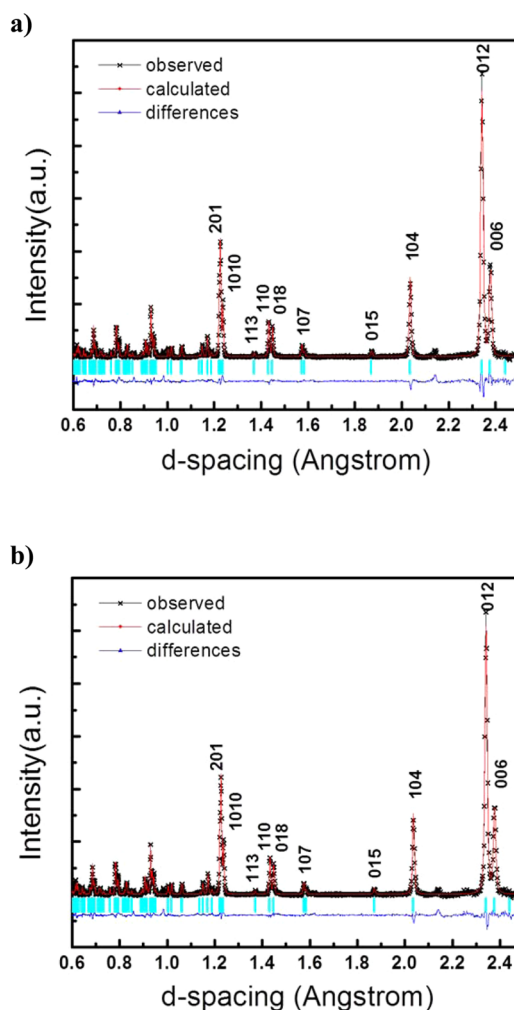 a)
012
observed
calculated
differences
006
201
104
1010
113
110
018
107
015
Intensity(a.u.)
0.6 0.8 1.0 1.2 1.4 1.6 1.8 2.0 2.2 2.4
d-spacing (Angstrom)
b)
012
observed
calculated
differences
006
201
104
1010
113
110
018
107
015
Intensity(a.u.)
0.6 0.8 1.0 1.2 1.4 1.6 1.8 2.0 2.2 2.4
d-spacing (Angstrom)